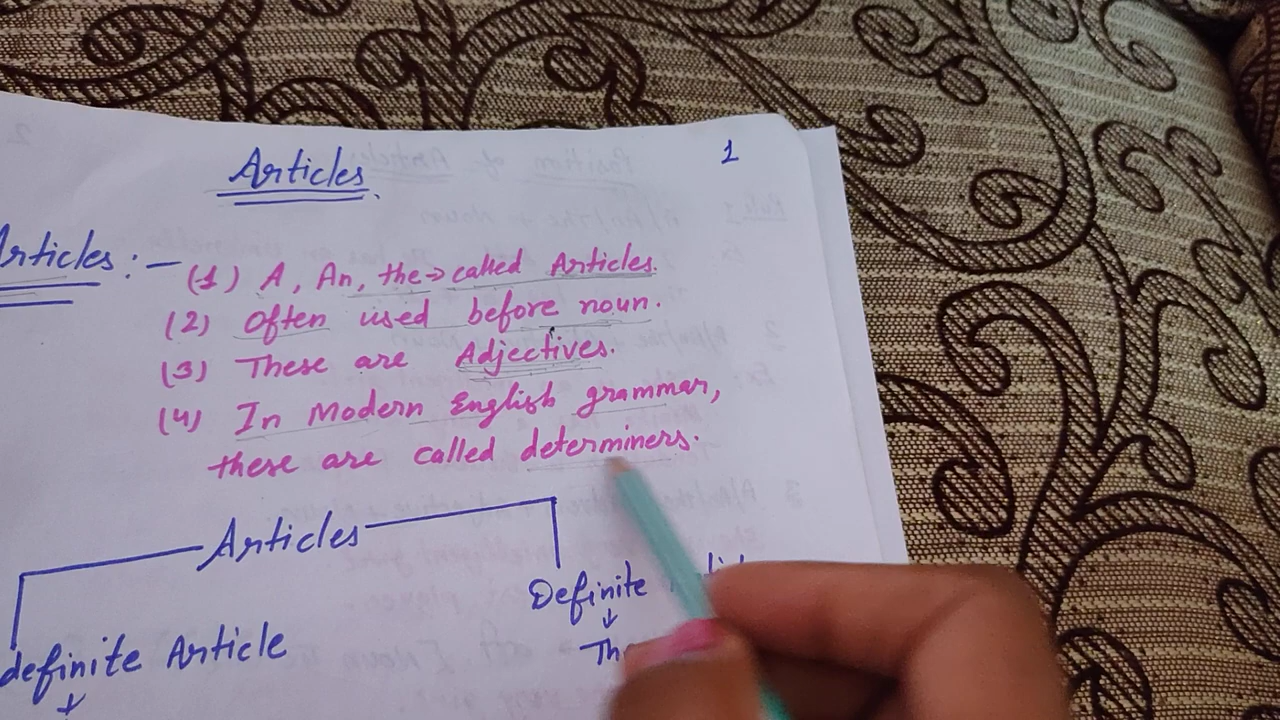 Articles.
1
Articles :- (1) A, An, the → called Articles.
(2) Often used before noun.
(3) These are Adjectives.
(4) In Modern English grammar,
these are called determiners.
Articles
Definite
definite Article